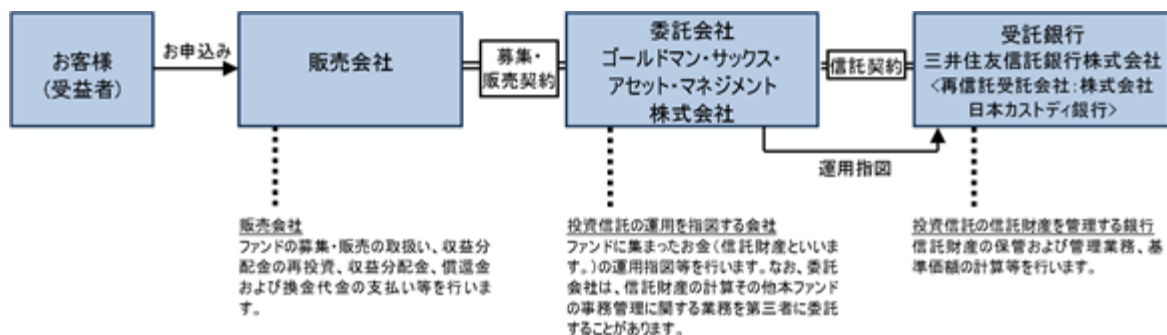 お客様
(受益者)
お申込み
販売会社
募集・
販売契約
委託会社
ゴールドマン・サックス・
アセット・マネジメント
株式会社
信託契約
受託銀行
三井住友信託銀行株式会社
<再信託受託会社:株式会社
日本カストディ銀行>
運用指図
販売会社
ファンドの募集・販売の取扱い、収益分
配金の再投資、収益分配金、償還金
および換金代金の支払い等を行いま
す。
投資信託の運用を指図する会社
ファンドに集まったお金(信託財産といいま
す。)の運用指図等を行います。なお、委託
会社は、信託財産の計算その他本ファンド
の事務管理に関する業務を第三者に委託
することがあります。
投資信託の信託財産を管理する銀行
信託財産の保管および管理業務、基
準価額の計算等を行います。